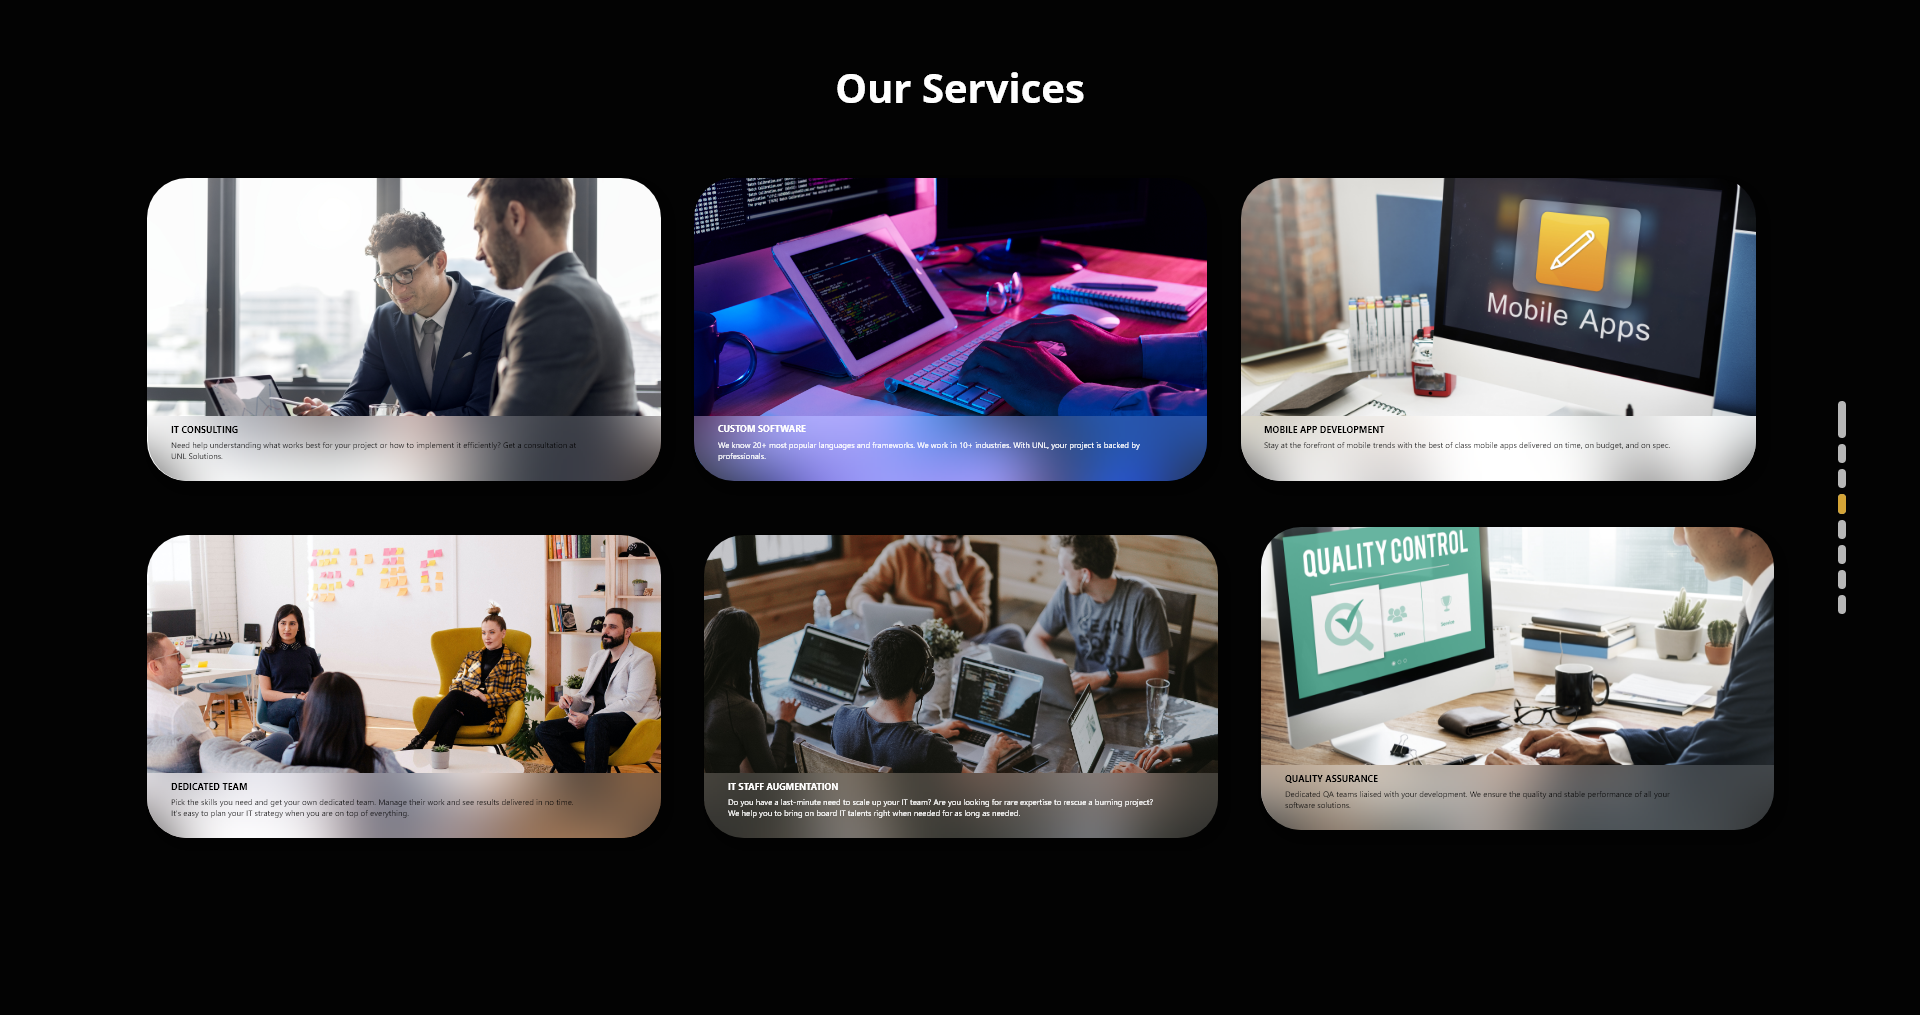 Our Services
IT CONSULTING
Need help understanding what works best for your project or how to implement it efficiently? Get a consultation at
UNL Solutions.
CUSTOM SOFTWARE
We know 20+ most popular languages and frameworks. We work in 10+ industries. With UNL, your project is backed by
professionals.
Mobile Apps
MOBILE APP DEVELOPMENT
Stay at the forefront of mobile trends with the best of class mobile apps delivered on time, on budget, and on spec.
DEDICATED TEAM
Pick the skills you need and get your own dedicated team. Manage their work and see results delivered in no time.
It's easy to plan your IT strategy when you are on top of everything.
IT STAFF AUGMENTATION
Do you have a last-minute need to scale up your IT team? Are you looking for rare expertise to rescue a burning project?
We help you to bring on board IT talents right when needed for as long as needed.
QUALITY CONTROL
Team
Service
QUALITY ASSURANCE
Dedicated QA teams liaised with your development. We ensure the quality and stable performance of all your
software solutions.